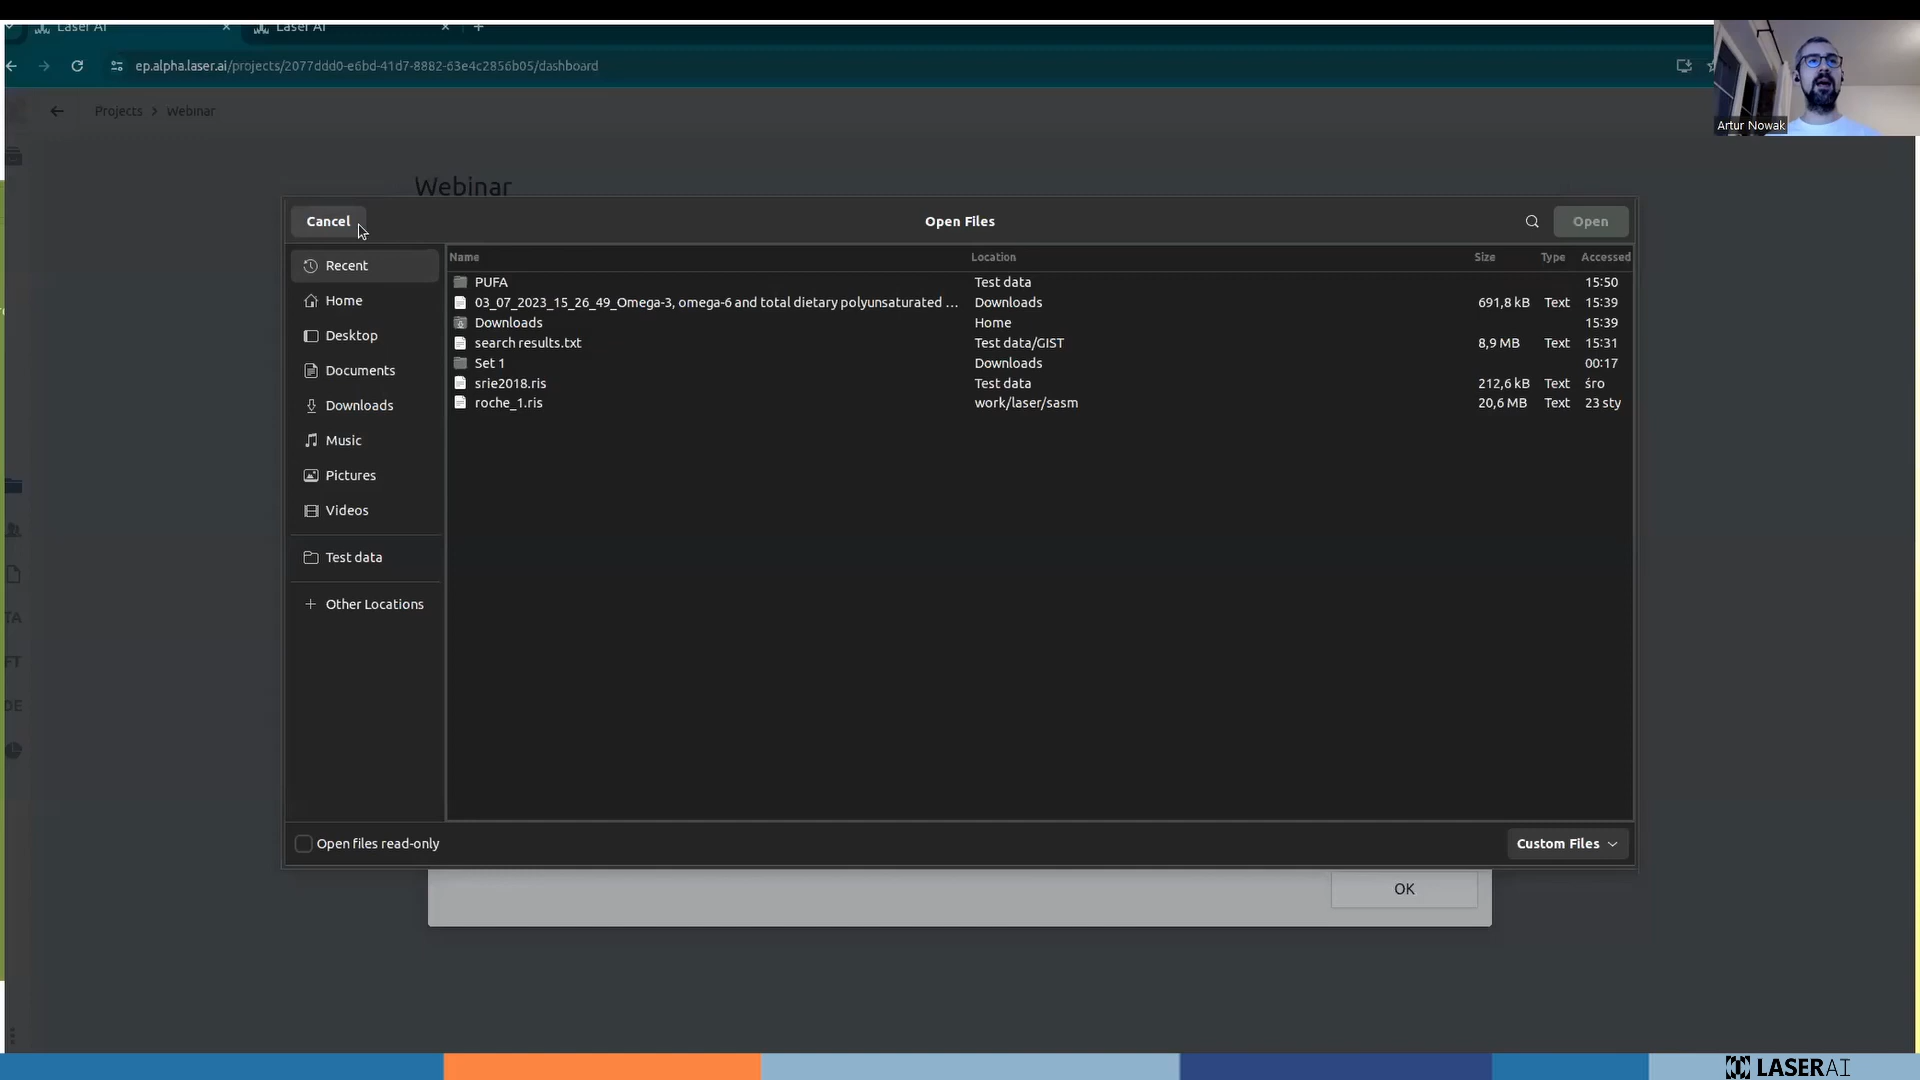 Laser AI
Laser AI
ep.alpha.laser.ai/projects/2077ddd0-e6bd-41d7-8882-63e4c2856b05/dashboard
Projects > Webinar
Artur Nowak
Webinar
Cancel
Open Files
Open
Recent
Home
Desktop
Documents
Downloads
Music
Pictures
Videos
Test data
+ Other Locations
Name Location Size Type Accessed
PUFA Test data 15:50
03_07_2023_15_26_49_Omega-3, omega-6 and total dietary polyunsaturated ... Downloads 691,8 kB Text 15:39
Downloads Home 15:39
search results.txt Test data/GIST 8,9 MB Text 15:31
Set 1 Downloads 00:17
srie2018.ris Test data 212,6 kB Text śro
roche_1.ris work/laser/sasm 20,6 MB Text 23 sty
TA
FT
DE
Open files read-only
Custom Files
OK
LASERAI